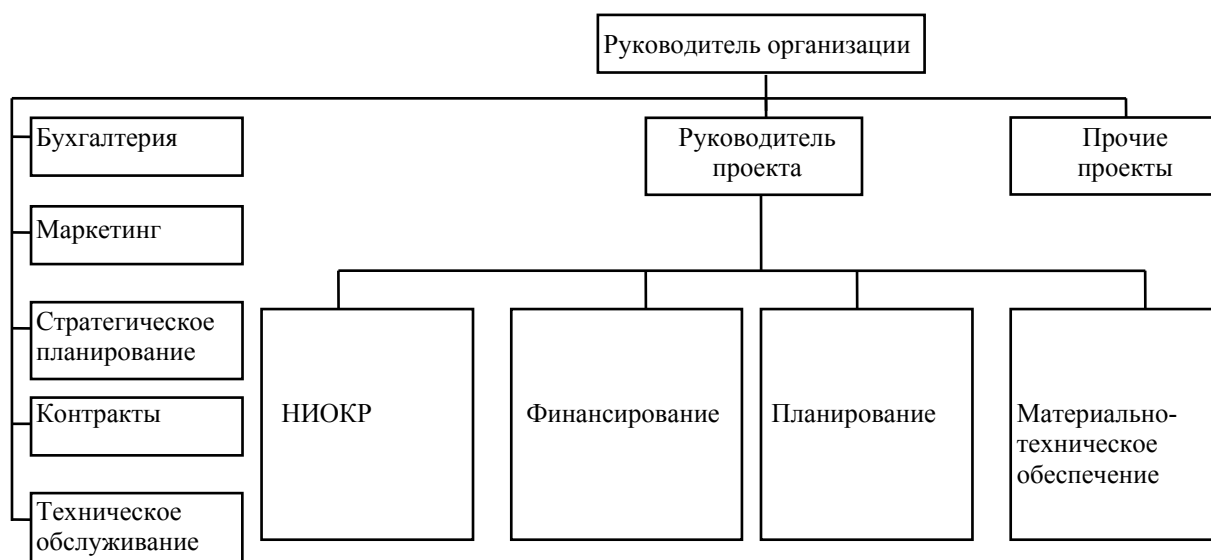 Руководитель организации
Бухгалтерия
Руководитель
проекта
Прочие
проекты
Маркетинг
Стратегическое
планирование
Контракты
Техническое
обслуживание
НИОКР
Финансирование
Планирование
Материально-
техническое
обеспечение